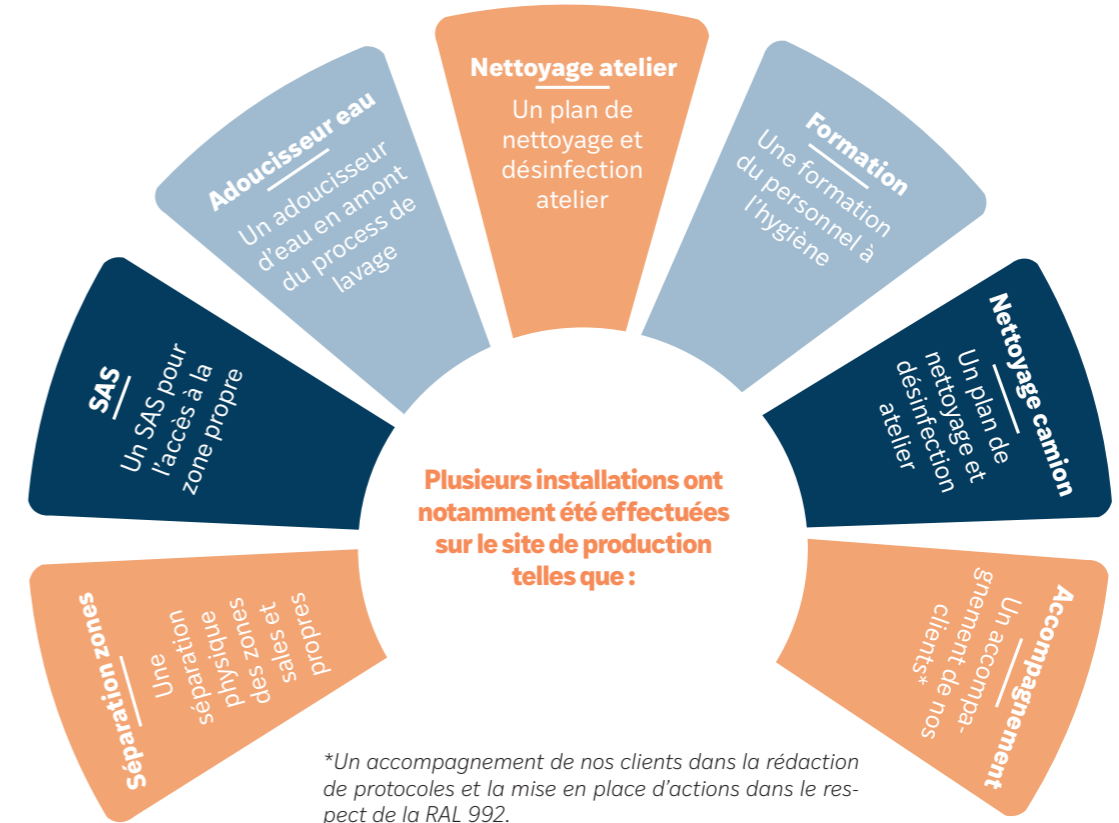 Nettoyage atelier
Un plan de
nettoyage et
désinfection
atelier
Adoucisseur eau
Un adoucisseur
d'eau en amont
du process de
lavage
Formation
Une formation
du personnel à
l'hygiène
SAS
Un SAS pour
l'accès à la
zone propre
Nettoyage camion
Un plan de
nettoyage et
désinfection
atelier
Plusieurs installations ont
notamment été effectuées
sur le site de production
telles que :
Séparation zones
Une
séparation
physique
des zones
sales et
propres
Accompagnement
Un accompa-
gnement de nos
clients*
*Un accompagnement de nos clients dans la rédaction
de protocoles et la mise en place d'actions dans le res-
pect de la RAL 992.